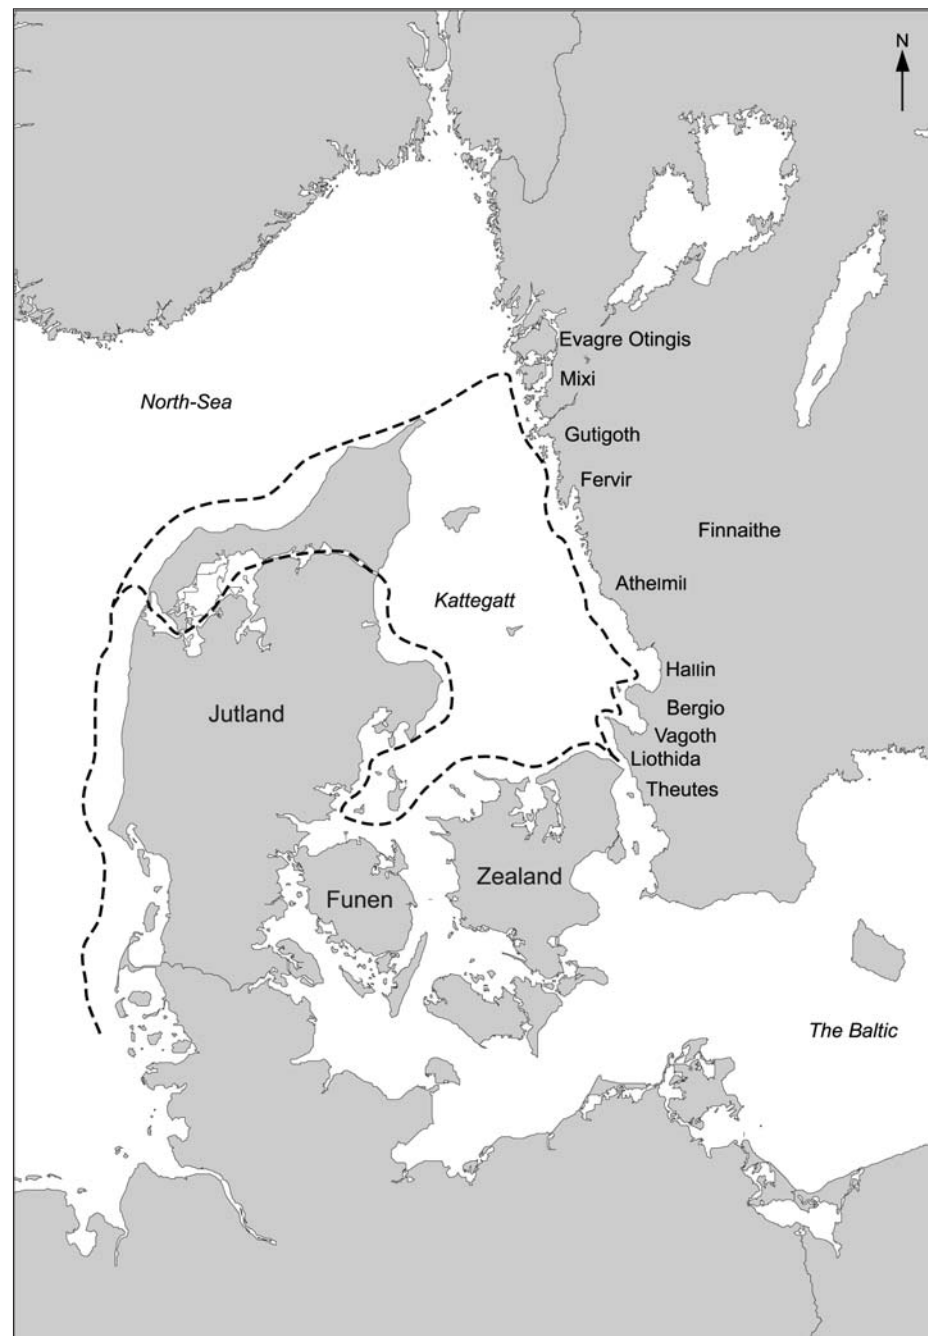 N
Evagre Otingis
Mixi
North-Sea
Gutigoth
Fervir
Finnaithe
Athelmil
Kattegatt
Hallin
Bergio
Jutland
Vagoth
Liothida
Theutes
Zealand
Funen
The Baltic